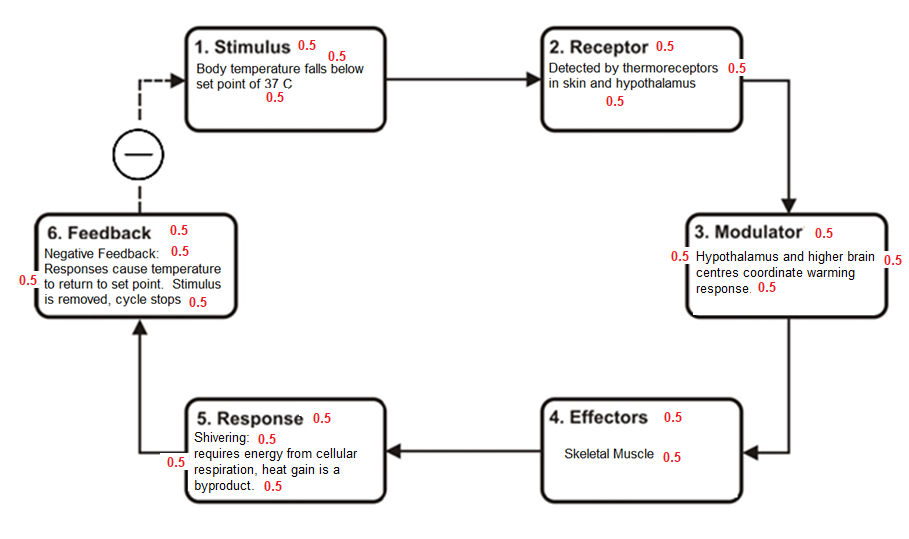 1. Stimulus 0.5
0.5
Body temperature falls below
set point of 37 C
0.5
2. Receptor 0.5
Detected by thermoreceptors 0.5
in skin and hypothalamus
0.5
3. Modulator 0.5
0.5 Hypothalamus and higher brain 0.5
centres coordinate warming
response. 0.5
4. Effectors 0.5
Skeletal Muscle 0.5
5. Response 0.5
Shivering: 0.5
requires energy from cellular
0.5 respiration, heat gain is a
byproduct. 0.5
6. Feedback 0.5
Negative Feedback: 0.5
Responses cause temperature
0.5 to return to set point. Stimulus
is removed, cycle stops 0.5